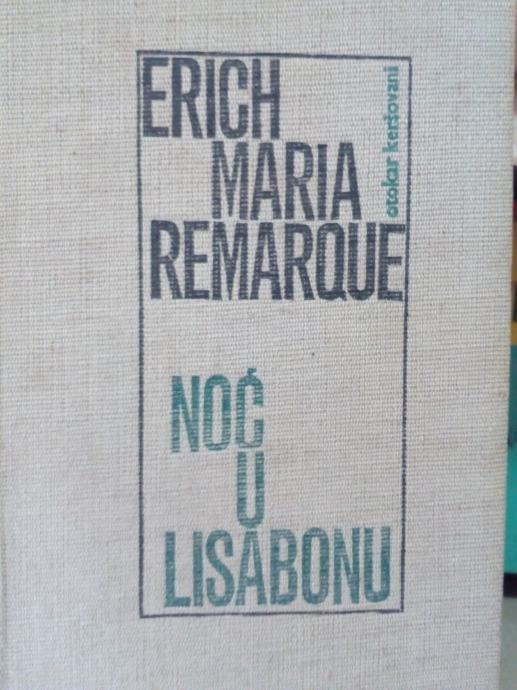 ERICH
MARIA
REMARQUE
otokar keršovani
NOĆ
U
LISABONU